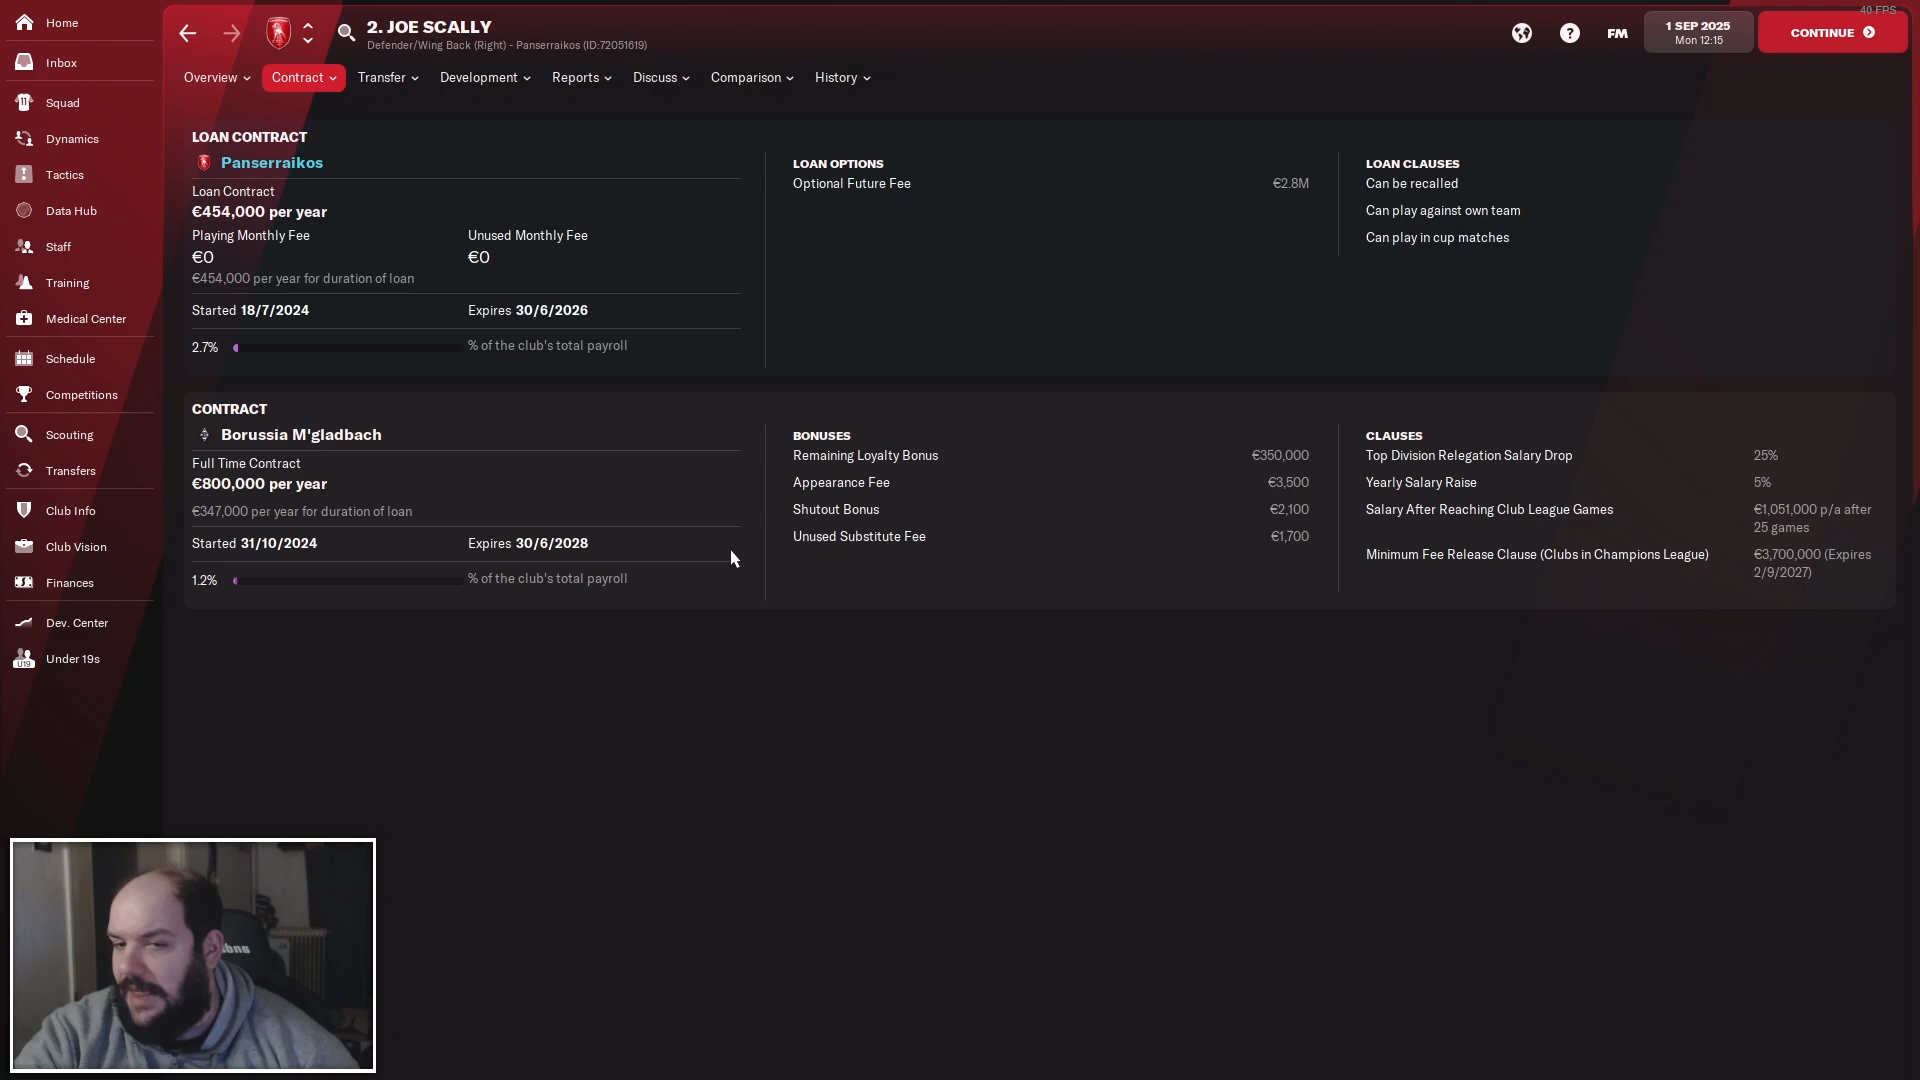 Home
Inbox
Squad
Dynamics
Tactics
Data Hub
Staff
Training
Medical Center
Schedule
Competitions
Scouting
Transfers
Club Info
Club Vision
Finances
Dev. Center
U19
Under 19s
2. JOE SCALLY
Defender/Wing Back (Right) - Panserraikos (ID:72051619)
?
FM
1 SEP 2025
Mon 12:15
40 FPS
CONTINUE
Overview
Contract
Transfer
Development
Reports
Discuss
Comparison
History
LOAN CONTRACT
Panserraikos
Loan Contract
€454,000 per year
Playing Monthly Fee
Unused Monthly Fee
€0
€0
€454,000 per year for duration of loan
Started 18/7/2024
Expires 30/6/2026
2.7%
% of the club's total payroll
LOAN OPTIONS
Optional Future Fee
€2.8M
LOAN CLAUSES
Can be recalled
Can play against own team
Can play in cup matches
CONTRACT
Borussia M'gladbach
Full Time Contract
€800,000 per year
€347,000 per year for duration of loan
Started 31/10/2024
Expires 30/6/2028
1.2%
% of the club's total payroll
BONUSES
Remaining Loyalty Bonus
€350,000
Appearance Fee
€3,500
Shutout Bonus
€2,100
Unused Substitute Fee
€1,700
CLAUSES
Top Division Relegation Salary Drop
25%
Yearly Salary Raise
5%
Salary After Reaching Club League Games
€1,051,000 p/a after
25 games
Minimum Fee Release Clause (Clubs in Champions League)
€3,700,000 (Expires
2/9/2027)